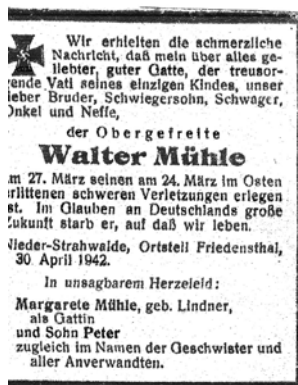 Wir erhielten die schmerzliche
Nachricht, daß mein über alles ge-
liebter, guter Gatte, der treusor-
gende Vati seines einzigen Kindes, unser
lieber Bruder, Schwiegersohn, Schwager,
Onkel und Neffe,
der Obergefreite
Walter Mühle
am 27. März seinen am 24. März im Osten
erlittenen schweren Verletzungen erlegen
ist. Im Glauben an Deutschlands große
Zukunft starb er, auf daß wir leben.
Nieder-Strahwalde, Ortsteil Friedensthal,
30. April 1942.
In unsagbarem Herzeleid:
Margarete Mühle, geb. Lindner,
als Gattin
und Sohn Peter
zugleich im Namen der Geschwister und
aller Anverwandten.